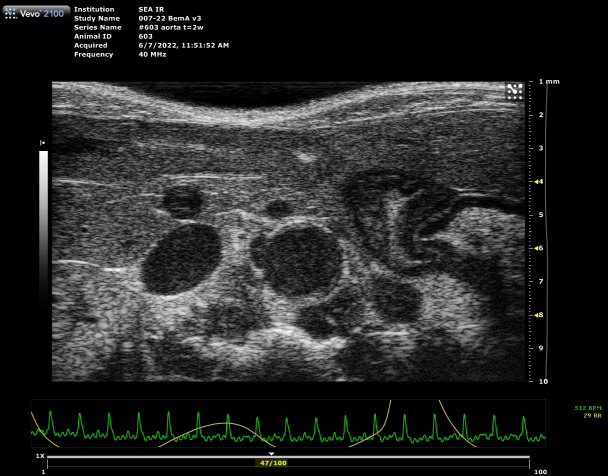 Vevo 2100
Institution SEA IR
Study Name 007-22 BemA v3
Series Name #603 aorta t=2w
Animal ID 603
Acquired 6/7/2022, 11:51:52 AM
Frequency 40 MHz
1 mm
2
3
4
5
6
7
8
9
10
512 BPM
29 RR
1X
47/100
1
100